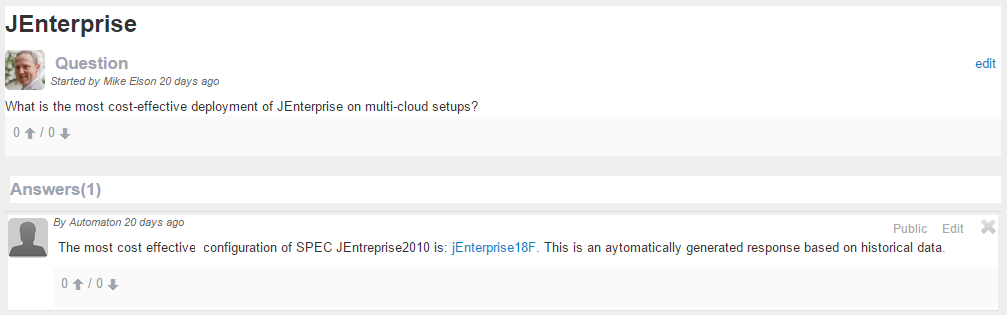 JEnterprise
Question
edit
Started by Mike Elson 20 days ago
What is the most cost-effective deployment of JEnterprise on multi-cloud setups?
0 / 0
Answers(1)
By Automaton 20 days ago
Public Edit
The most cost effective configuration of SPEC JEntreprise2010 is: jEnterprise18F. This is an aytomatically generated response based on historical data.
0 / 0